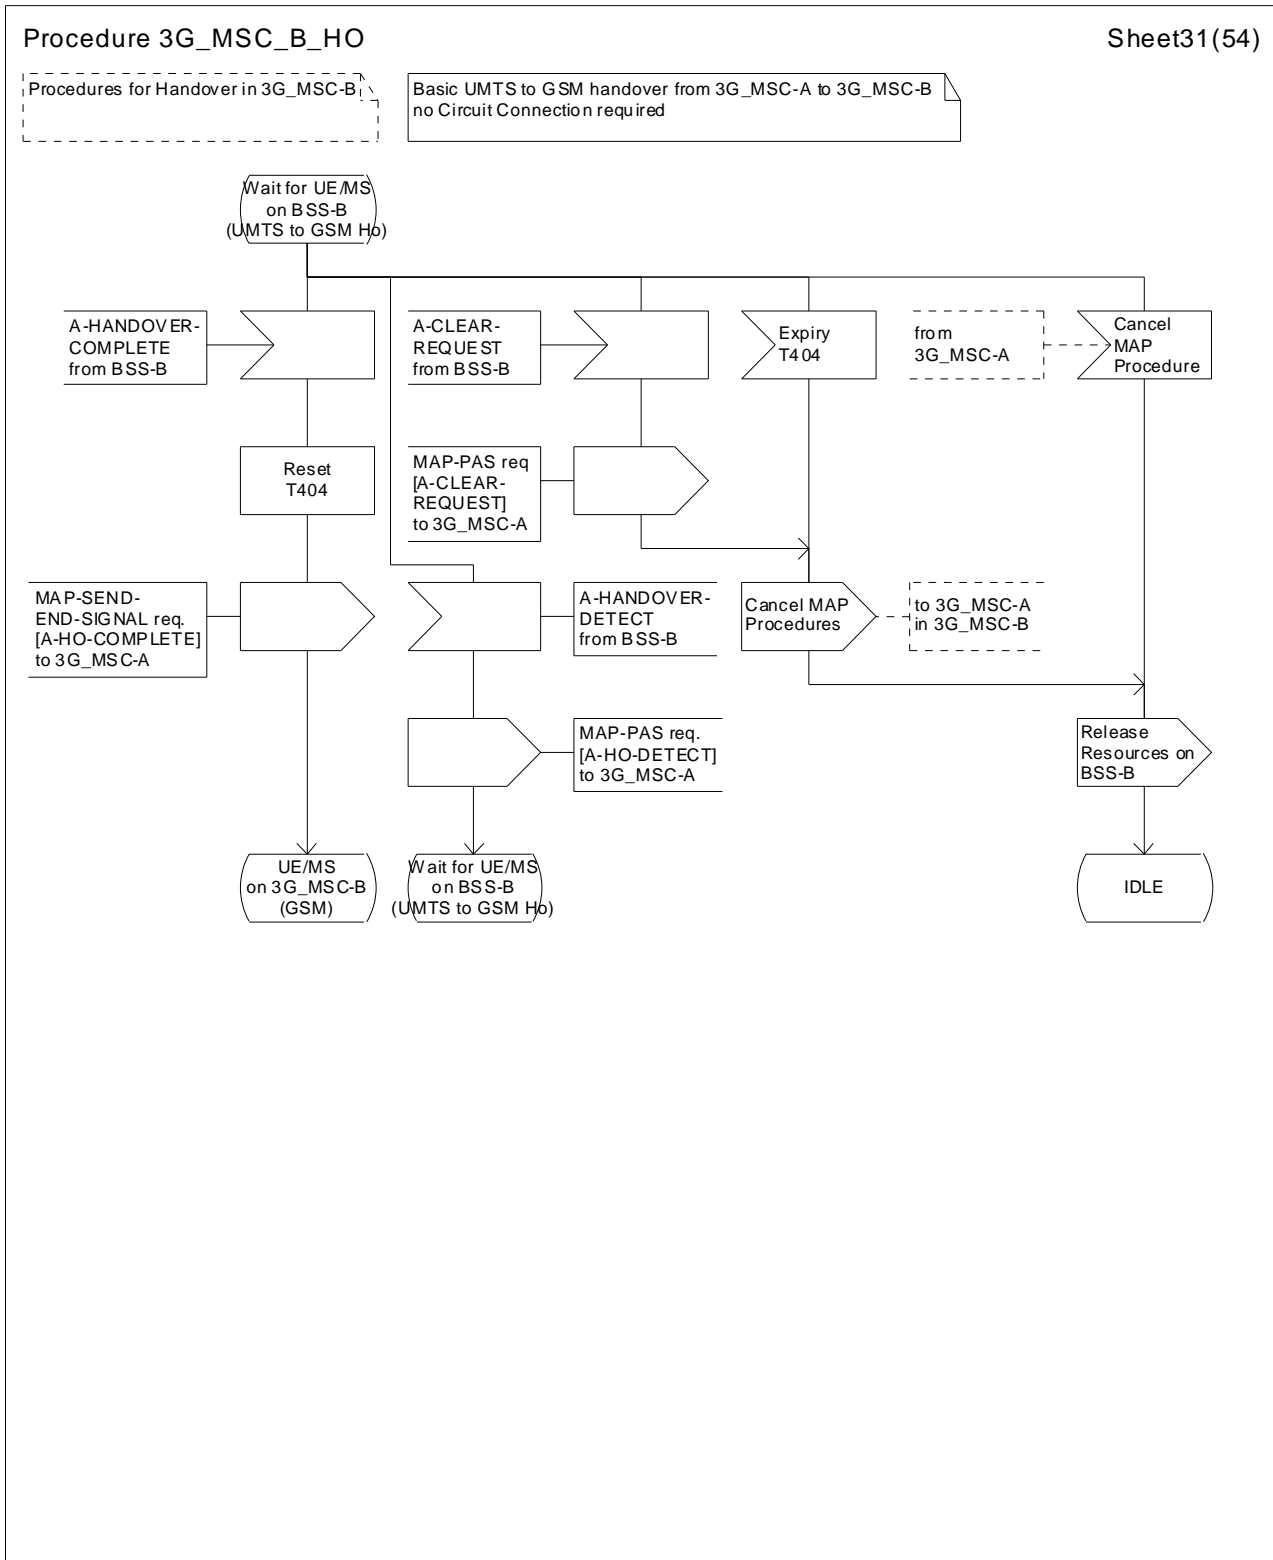 Procedure 3G_MSC_B_HO
Sheet31(54)
Procedures for Handover in 3G_MSC-B
Basic UMTS to GSM handover from 3G_MSC-A to 3G_MSC-B
no Circuit Connection required
Wait for UE/MS
on BSS-B
(UMTS to GSM Ho)
A-HANDOVER-
COMPLETE
from BSS-B
A-CLEAR-
REQUEST
from BSS-B
Expiry
T404
from
3G_MSC-A
Cancel
MAP
Procedure
Reset
T404
MAP-PAS req
[A-CLEAR-
REQUEST]
to 3G_MSC-A
MAP-SEND-
END-SIGNAL req.
[A-HO-COMPLETE]
to 3G_MSC-A
A-HANDOVER-
DETECT
from BSS-B
Cancel MAP
Procedures
to 3G_MSC-A
in 3G_MSC-B
MAP-PAS req.
[A-HO-DETECT]
to 3G_MSC-A
Release
Resources on
BSS-B
UE/MS
on 3G_MSC-B
(GSM)
Wait for UE/MS
on BSS-B
(UMTS to GSM Ho)
IDLE